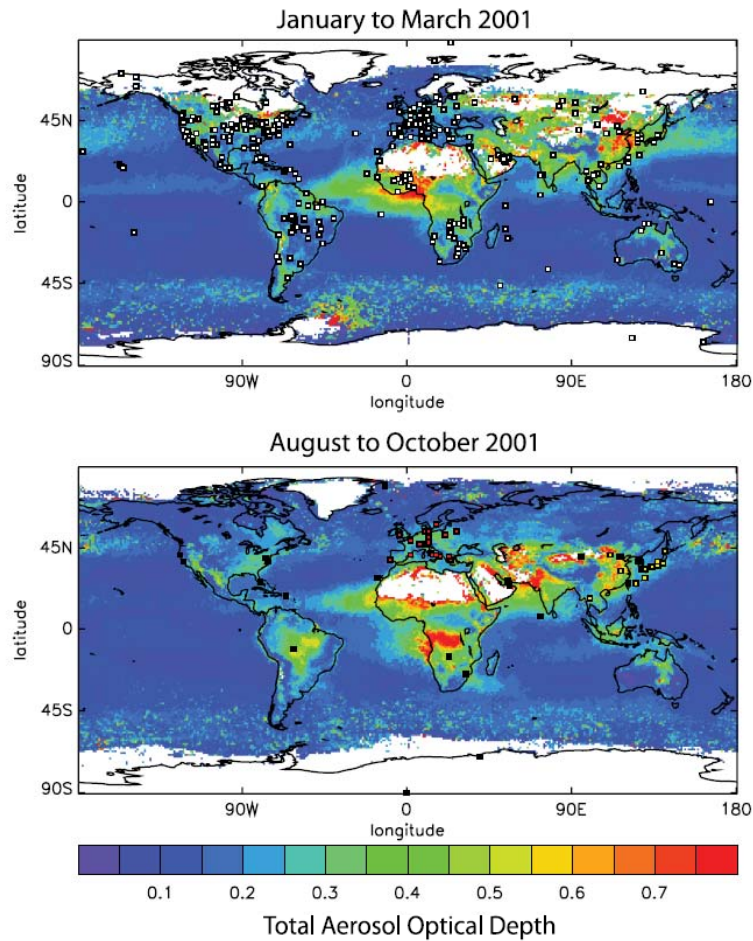 January to March 2001
45N
0
45S
90S
latitude
90W 0 90E 180
longitude
August to October 2001
45N
0
45S
90S
latitude
90W 0 90E 180
longitude
0.1 0.2 0.3 0.4 0.5 0.6 0.7
Total Aerosol Optical Depth